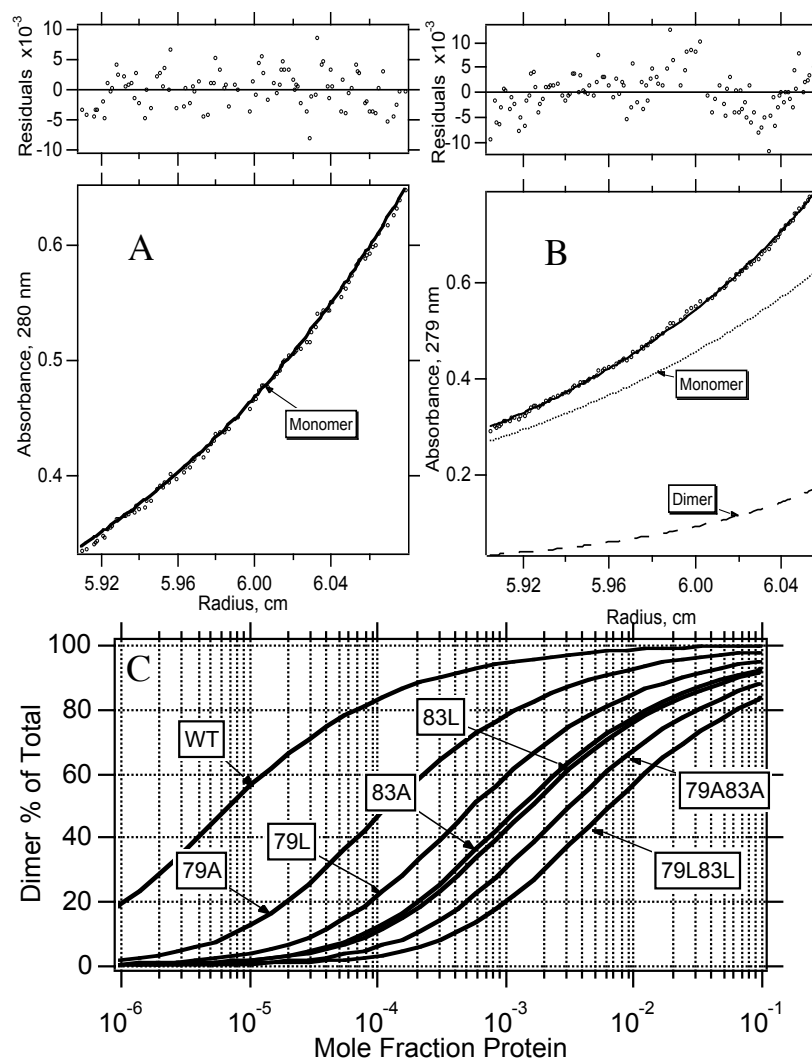 Residuals x10-3
10
5
0
-5
-10
Residuals x10-3
10
5
0
-5
-10
A
Absorbance, 280 nm
0.6
0.5
0.4
Monomer
5.92 5.96 6.00 6.04
Radius, cm
B
Absorbance, 279 nm
0.6
0.4
0.2
Monomer
Dimer
5.92 5.96 6.00 6.04
Radius, cm
C
Dimer % of Total
100
80
60
40
20
0
WT
79A
79L
83A
83L
79A83A
79L83L
10-6 10-5 10-4 10-3 10-2 10-1
Mole Fraction Protein